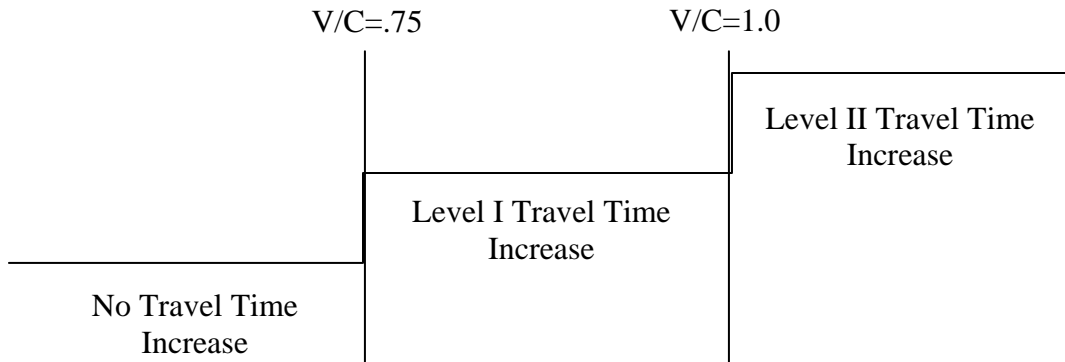 V/C=.75
V/C=1.0
Level II Travel Time
Increase
Level I Travel Time
Increase
No Travel Time
Increase